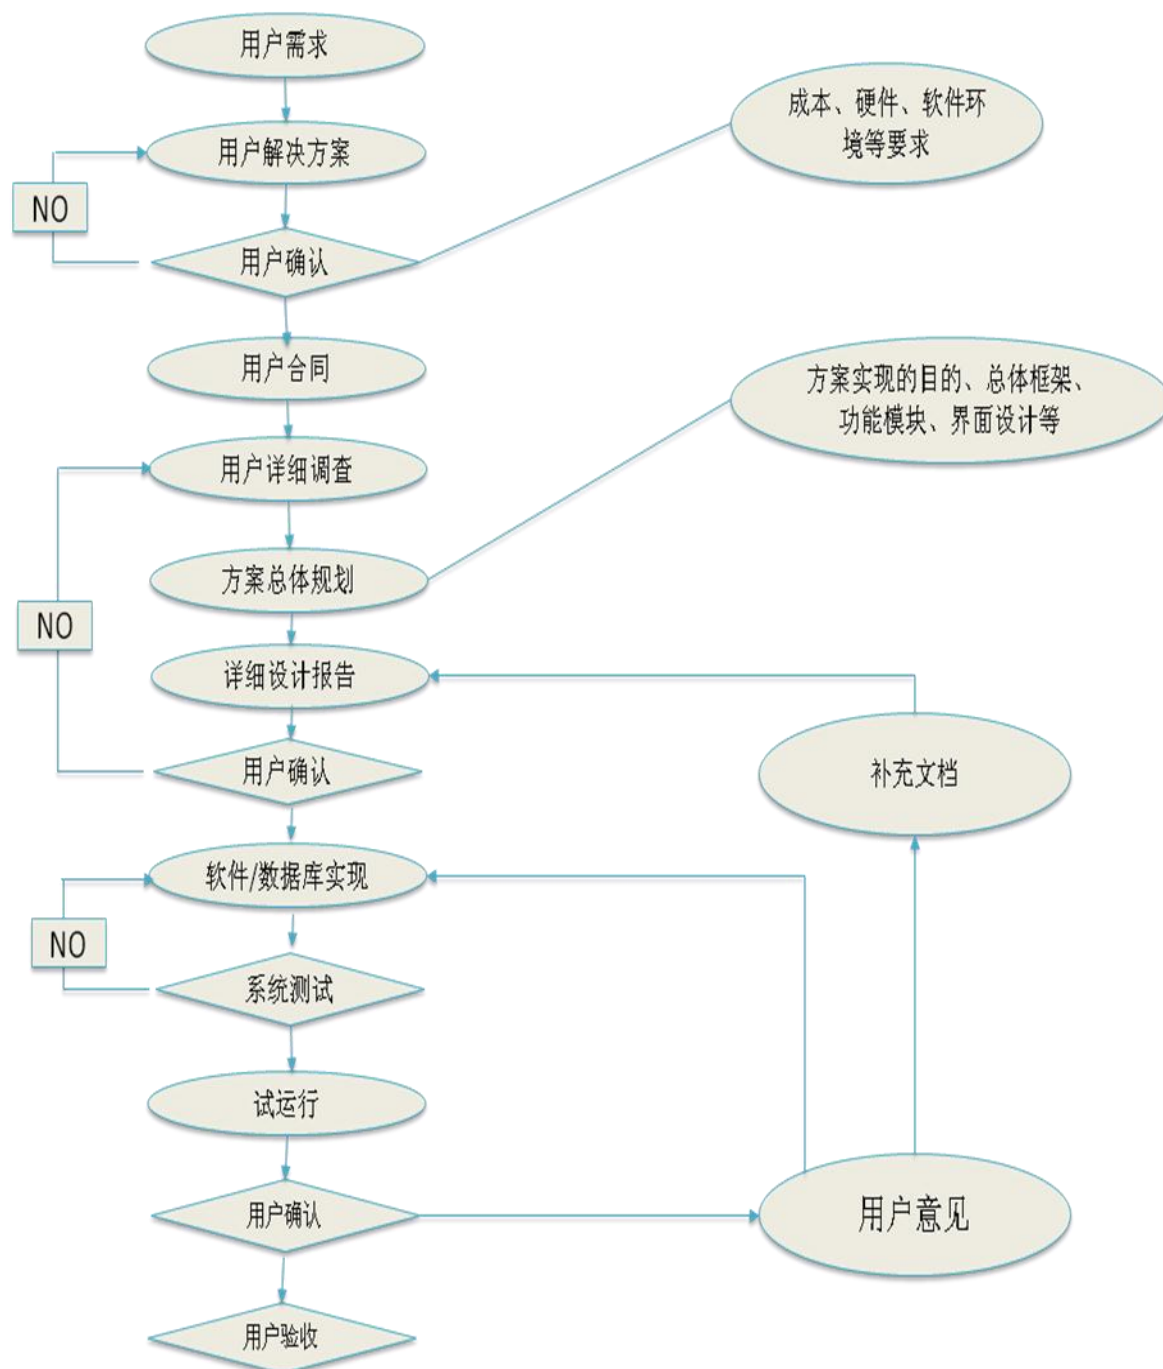 用户需求
成本、硬件、软件环
境等要求
用户解决方案
NO
用户确认
用户合同
方案实现的目的、总体框架、
功能模块、界面设计等
用户详细调查
方案总体规划
NO
详细设计报告
用户确认
补充文档
软件/数据库实现
NO
系统测试
试运行
用户确认
用户意见
用户验收